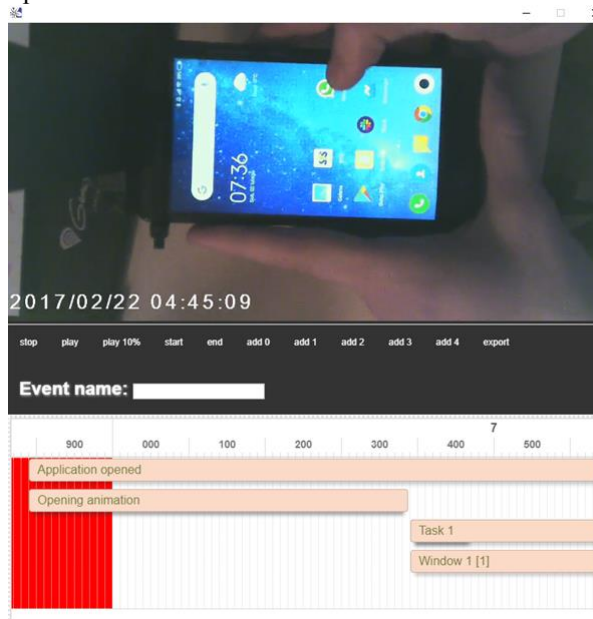 07:36
2017/02/22 04:45:09
stop play play 10% start end add 0 add 1 add 2 add 3 add 4 export
Event name:
7
900 000 100 200 300 400 500
Application opened
Opening animation
Task 1
Window 1 [1]